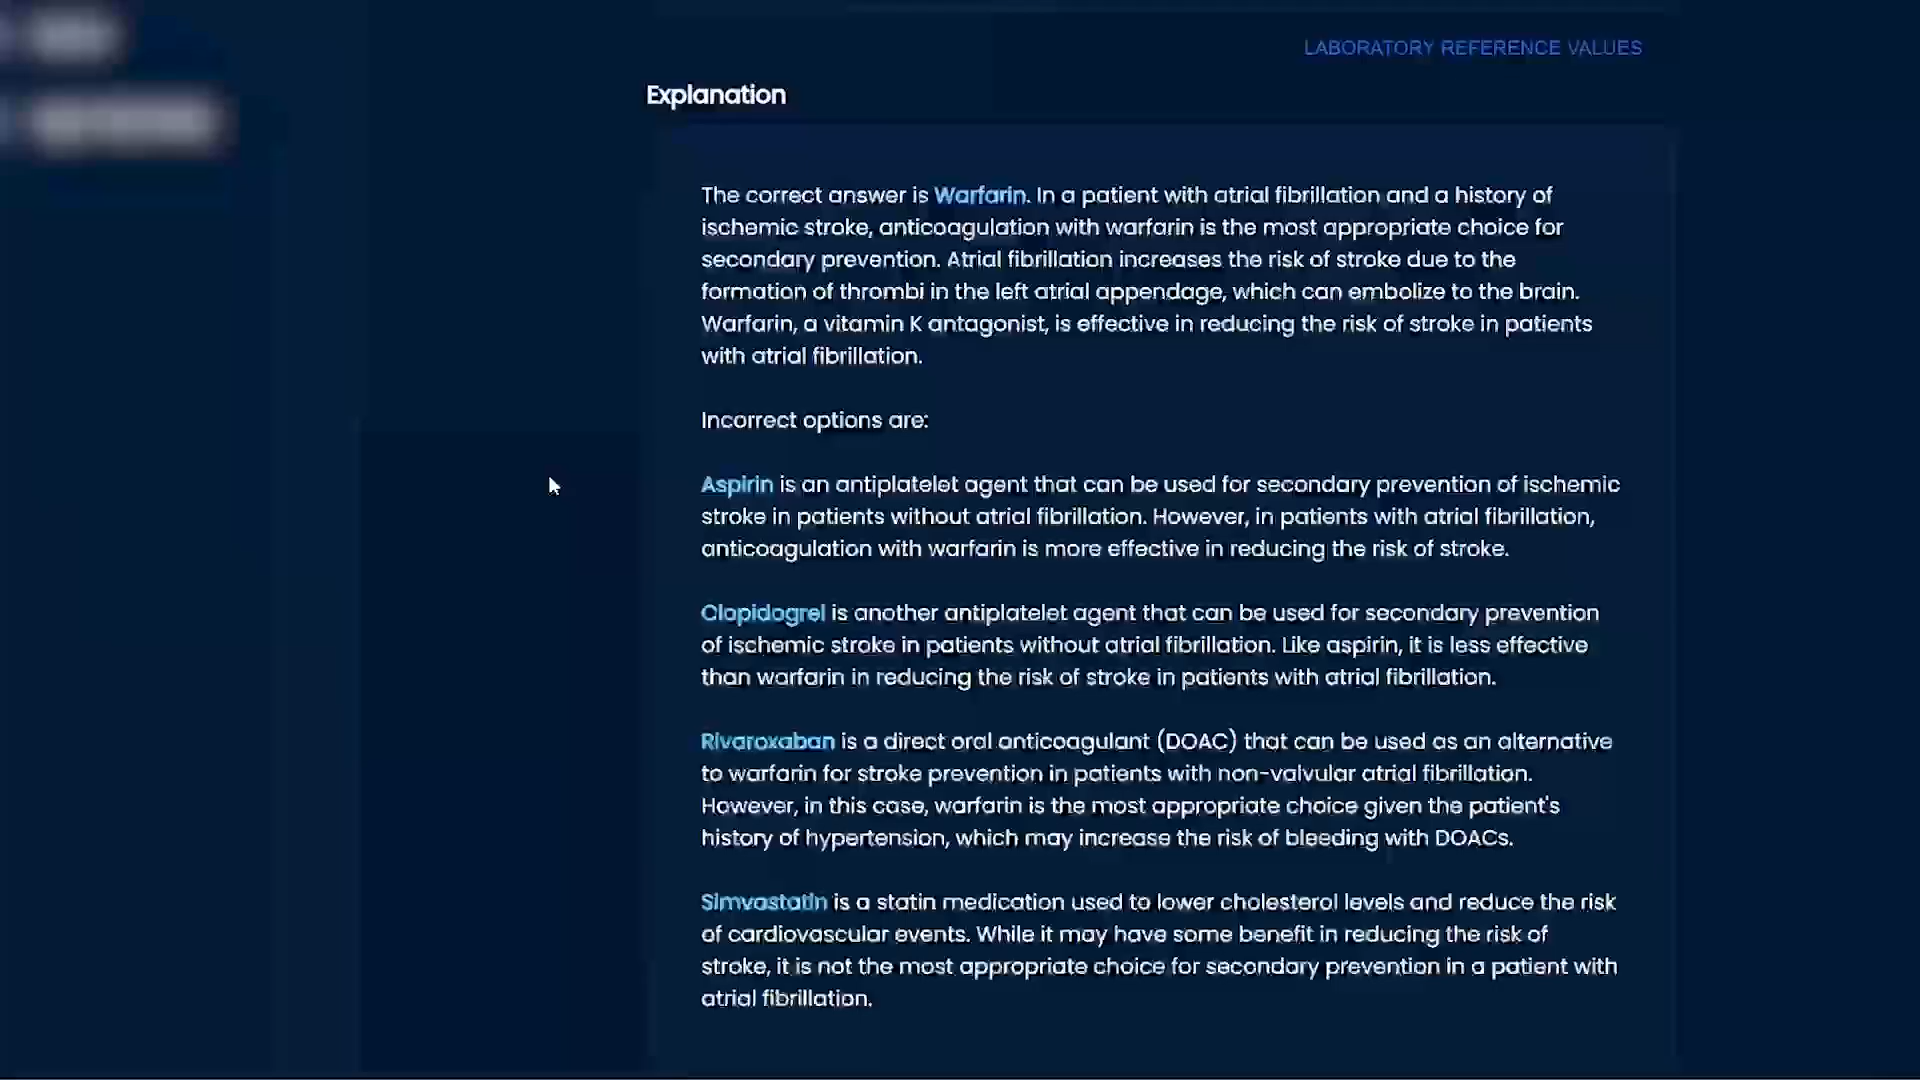 LABORATORY REFERENCE VALUES
Explanation
The correct answer is Warfarin. In a patient with atrial fibrillation and a history of
ischemic stroke, anticoagulation with warfarin is the most appropriate choice for
secondary prevention. Atrial fibrillation increases the risk of stroke due to the
formation of thrombi in the left atrial appendage, which can embolize to the brain.
Warfarin, a vitamin K antagonist, is effective in reducing the risk of stroke in patients
with atrial fibrillation.
Incorrect options are:
Aspirin is an antiplatelet agent that can be used for secondary prevention of ischemic
stroke in patients without atrial fibrillation. However, in patients with atrial fibrillation,
anticoagulation with warfarin is more effective in reducing the risk of stroke.
Clopidogrel is another antiplatelet agent that can be used for secondary prevention
of ischemic stroke in patients without atrial fibrillation. Like aspirin, it is less effective
than warfarin in reducing the risk of stroke in patients with atrial fibrillation.
Rivaroxaban is a direct oral anticoagulant (DOAC) that can be used as an alternative
to warfarin for stroke prevention in patients with non-valvular atrial fibrillation.
However, in this case, warfarin is the most appropriate choice given the patient's
history of hypertension, which may increase the risk of bleeding with DOACs.
Simvastatin is a statin medication used to lower cholesterol levels and reduce the risk
of cardiovascular events. While it may have some benefit in reducing the risk of
stroke, it is not the most appropriate choice for secondary prevention in a patient with
atrial fibrillation.